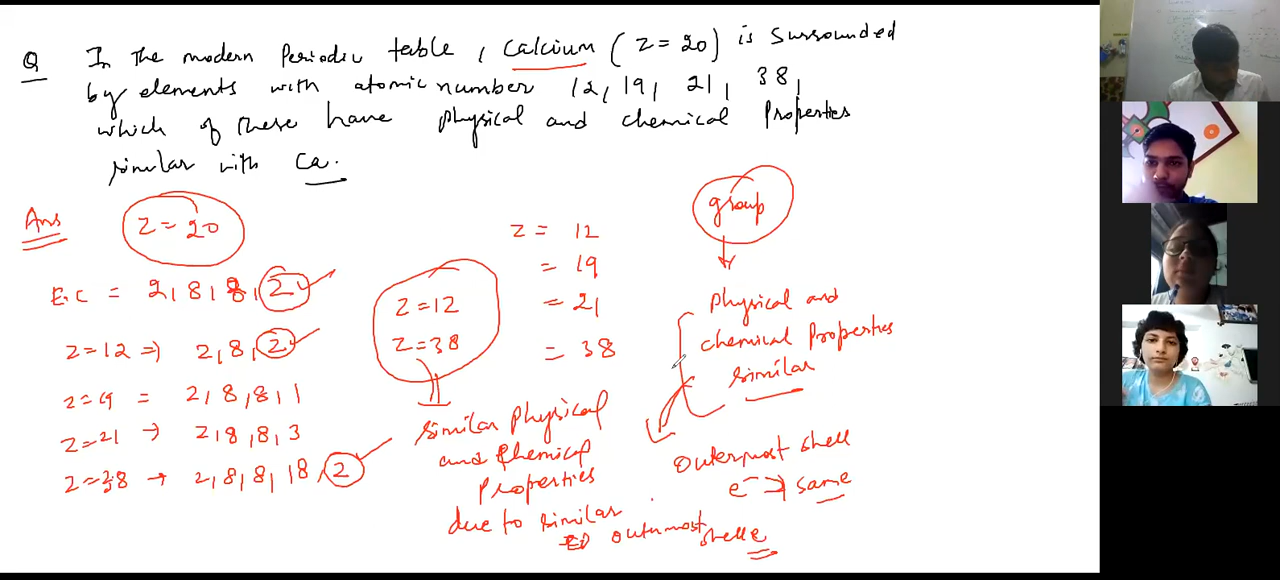 Q In the modern Periodic table, Calcium (Z = 20) is surrounded
by elements with atomic number 12, 19, 21, 38,
which of these have physical and chemical Properties
similar with Ca.
Ans
Z = 20
E.C = 2, 8, 8, 2
Z = 12 => 2, 8, 2
Z = 19 = 2, 8, 8, 1
Z = 21 → 2, 8, 8, 3
Z = 38 → 2, 8, 8, 18, 2
Z = 12
Z = 38
similar physical
and chemical
Properties
due to similar
outermost shell e
Z = 12
= 19
= 21
= 38
group
Physical and
chemical Properties
similar
Outermost shell
e- → same